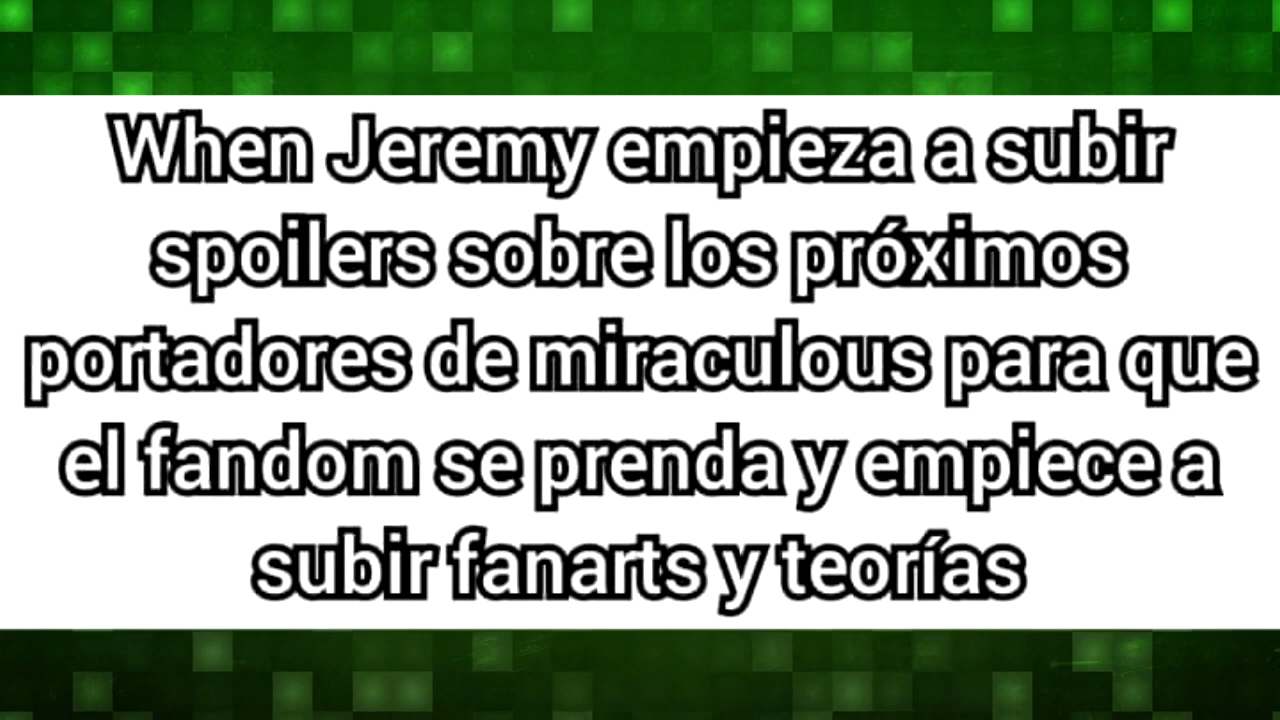 When Jeremy empieza a subir
spoilers sobre los próximos
portadores de miraculous para que
el fandom se prenda y empiece a
subir fanarts y teorías